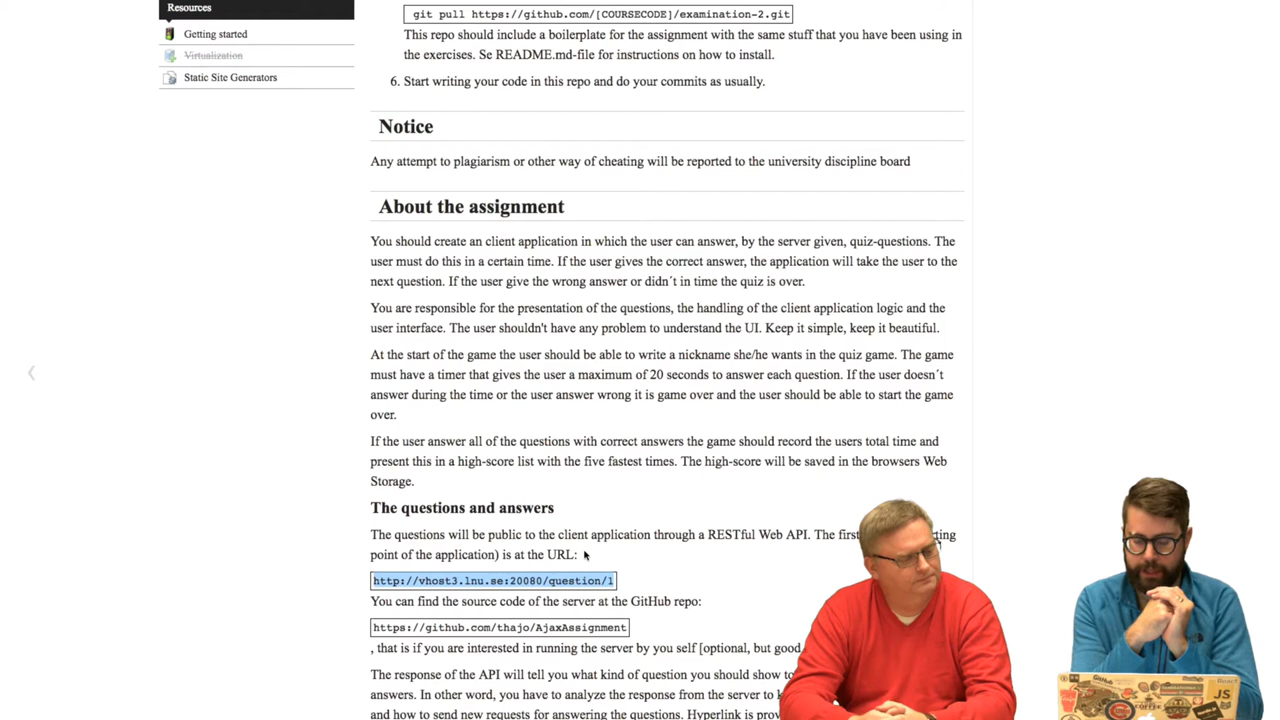 Resources
Getting started
Virtualization
Static Site Generators
git pull https://github.com/[COURSECODE]/examination-2.git
This repo should include a boilerplate for the assignment with the same stuff that you have been using in
the exercises. Se README.md-file for instructions on how to install.
6. Start writing your code in this repo and do your commits as usually.
Notice
Any attempt to plagiarism or other way of cheating will be reported to the university discipline board
About the assignment
You should create an client application in which the user can answer, by the server given, quiz-questions. The
user must do this in a certain time. If the user gives the correct answer, the application will take the user to the
next question. If the user give the wrong answer or didn´t in time the quiz is over.
You are responsible for the presentation of the questions, the handling of the client application logic and the
user interface. The user shouldn't have any problem to understand the UI. Keep it simple, keep it beautiful.
At the start of the game the user should be able to write a nickname she/he wants in the quiz game. The game
must have a timer that gives the user a maximum of 20 seconds to answer each question. If the user doesn´t
answer during the time or the user answer wrong it is game over and the user should be able to start the game
over.
If the user answer all of the questions with correct answers the game should record the users total time and
present this in a high-score list with the five fastest times. The high-score will be saved in the browsers Web
Storage.
The questions and answers
The questions will be public to the client application through a RESTful Web API. The first
point of the application) is at the URL:
http://vhost3.lnu.se:20080/question/1
You can find the source code of the server at the GitHub repo:
https://github.com/thajo/AjaxAssignment
, that is if you are interested in running the server by you self [optional, but good
The response of the API will tell you what kind of question you should show to
answers. In other word, you have to analyze the response from the server to
and how to send new requests for answering the questions. Hyperlink is
JS